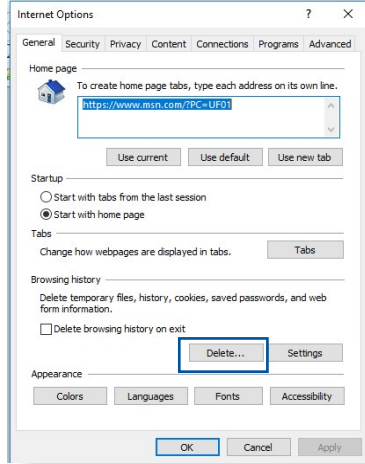 Internet Options ? X
General Security Privacy Content Connections Programs Advanced
Home page
To create home page tabs, type each address on its own line.
https://www.msn.com/?PC=UF01
Use current Use default Use new tab
Startup
Start with tabs from the last session
Start with home page
Tabs
Change how webpages are displayed in tabs. Tabs
Browsing history
Delete temporary files, history, cookies, saved passwords, and web
form information.
Delete browsing history on exit
Delete... Settings
Appearance
Colors Languages Fonts Accessibility
OK Cancel Apply